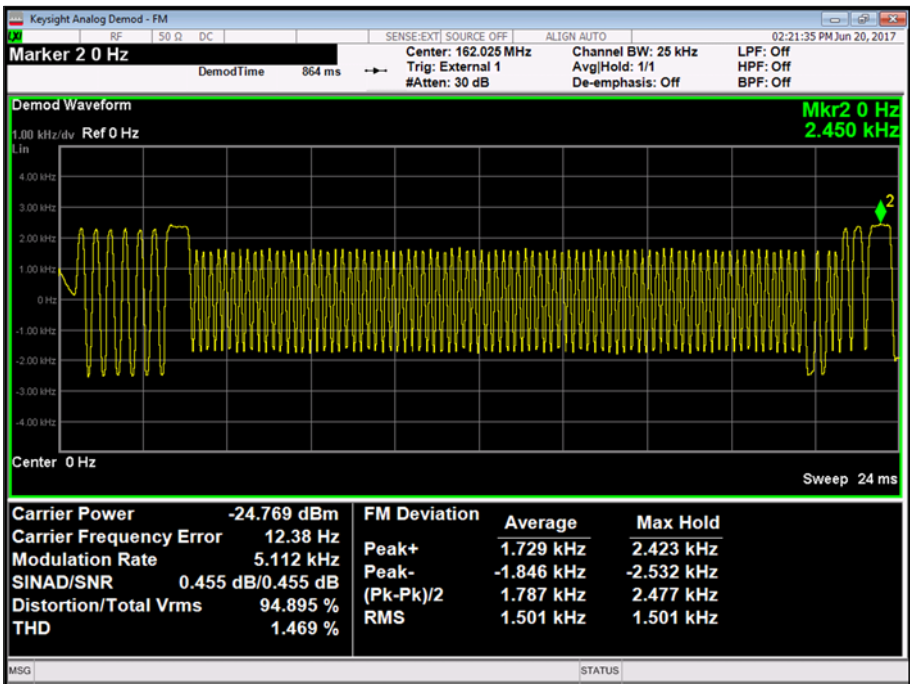 Keysight Analog Demod - FM
LXI RF 50 Ω DC SENSE:EXT SOURCE OFF ALIGN AUTO 02:21:35 PM Jun 20, 2017
Marker 2 0 Hz
DemodTime 864 ms
Center: 162.025 MHz
Trig: External 1
#Atten: 30 dB
Channel BW: 25 kHz
Avg|Hold: 1/1
De-emphasis: Off
LPF: Off
HPF: Off
BPF: Off
Demod Waveform
Mkr2 0 Hz
2.450 kHz
1.00 kHz/dv Ref 0 Hz
Lin
4.00 kHz
3.00 kHz
2.00 kHz
1.00 kHz
0 Hz
-1.00 kHz
-2.00 kHz
-3.00 kHz
-4.00 kHz
2
Center 0 Hz
Sweep 24 ms
Carrier Power -24.769 dBm
Carrier Frequency Error 12.38 Hz
Modulation Rate 5.112 kHz
SINAD/SNR 0.455 dB/0.455 dB
Distortion/Total Vrms 94.895 %
THD 1.469 %
FM Deviation Average Max Hold
Peak+ 1.729 kHz 2.423 kHz
Peak- -1.846 kHz -2.532 kHz
(Pk-Pk)/2 1.787 kHz 2.477 kHz
RMS 1.501 kHz 1.501 kHz
MSG STATUS